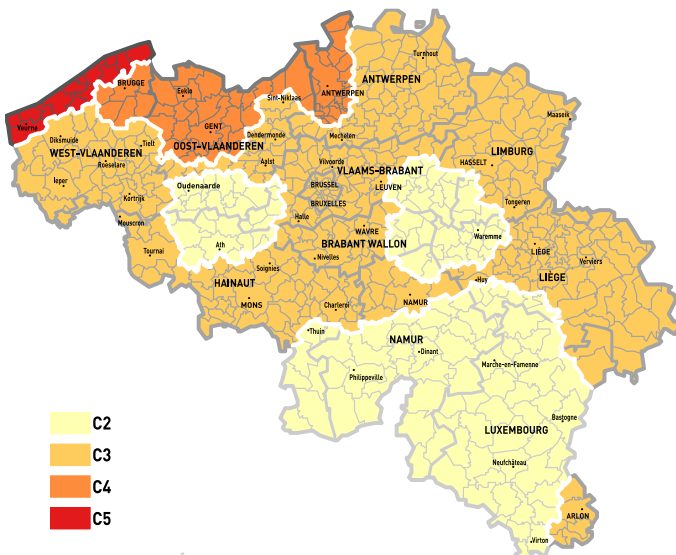 Turnhout
ANTWERPEN
BRUGGE
Eeklo
Sint-Niklaas
ANTWERPEN
Maaseik
Veurne
GENT
Diksmuide
Tielt
OOST-VLAANDEREN
Dendermonde
Mechelen
WEST-VLAANDEREN
Roeselare
Aalst
Vilvoorde
VLAAMS-BRABANT
HASSELT
LIMBURG
Ieper
Oudenaarde
BRUSSEL
LEUVEN
Kortrijk
BRUXELLES
Tongeren
Mouscron
Halle
WAVRE
Waremme
Tournai
Ath
BRABANT WALLON
LIÈGE
Nivelles
Verviers
Soignies
HAINAUT
Huy
LIÈGE
MONS
Charleroi
NAMUR
Thuin
NAMUR
Dinant
Marche-en-Famenne
Philippeville
C2
Bastogne
LUXEMBOURG
C3
Neufchâteau
C4
C5
ARLON
Virton